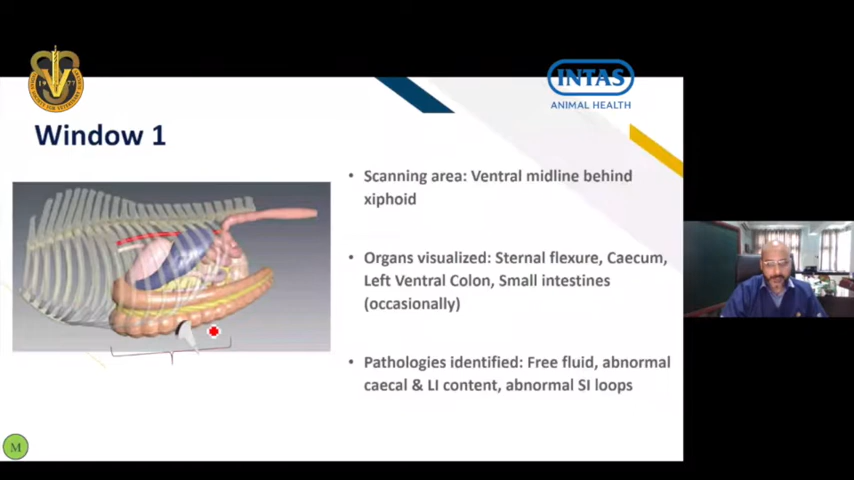 INTAS
ANIMAL HEALTH
Window 1
• Scanning area: Ventral midline behind
xiphoid
• Organs visualized: Sternal flexure, Caecum,
Left Ventral Colon, Small intestines
(occasionally)
• Pathologies identified: Free fluid, abnormal
caecal & LI content, abnormal SI loops
M